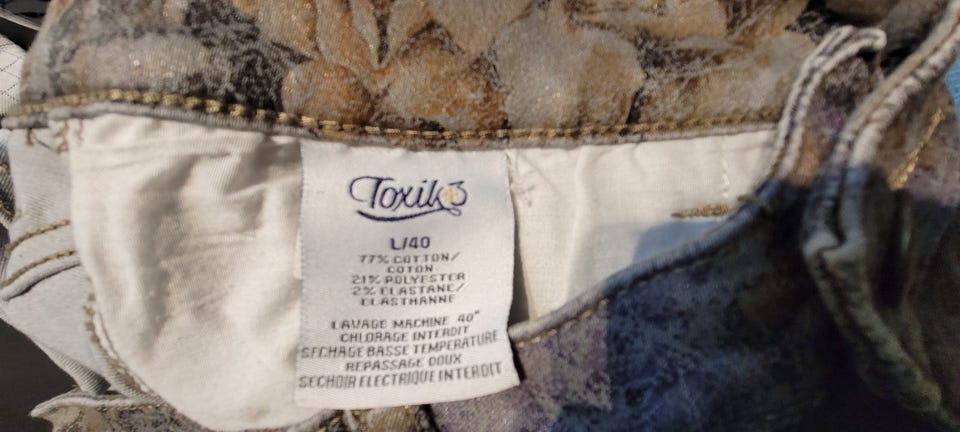 Toxik3
L/40
77% COTTON/
COTON
21% POLYESTER
2% ELASTANE/
ELASTHANNE
LAVAGE MACHINE 40°
CHLORAGE INTERDIT
SECHAGE BASSE TEMPERATURE
REPASSAGE DOUX
SECHOIR ELECTRIQUE INTERDIT